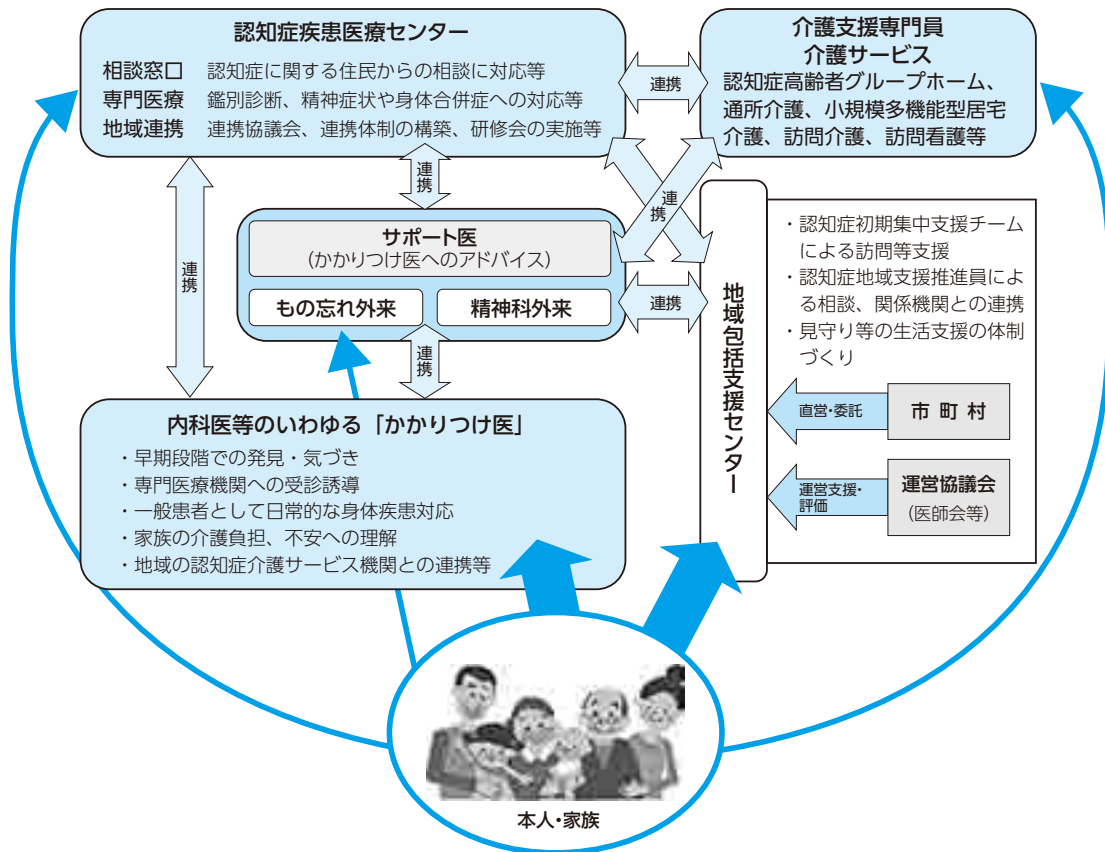 認知症疾患医療センター
相談窓口 認知症に関する住民からの相談に対応等
専門医療 鑑別診断、精神症状や身体合併症への対応等
地域連携 連携協議会、連携体制の構築、研修会の実施等
連携
介護支援専門員
介護サービス
認知症高齢者グループホーム、
通所介護、小規模多機能型居宅
介護、訪問介護、訪問看護等
連携
連携
連携
連携
サポート医
(かかりつけ医へのアドバイス)
もの忘れ外来
精神科外来
連携
連携
内科医等のいわゆる「かかりつけ医」
・早期段階での発見・気づき
・専門医療機関への受診誘導
・一般患者として日常的な身体疾患対応
・家族の介護負担、不安への理解
・地域の認知症介護サービス機関との連携等
地域包括支援センター
・認知症初期集中支援チーム
による訪問等支援
・認知症地域支援推進員によ
る相談、関係機関との連携
・見守り等の生活支援の体制
づくり
直営・委託
市町村
運営支援・
評価
運営協議会
(医師会等)
本人・家族